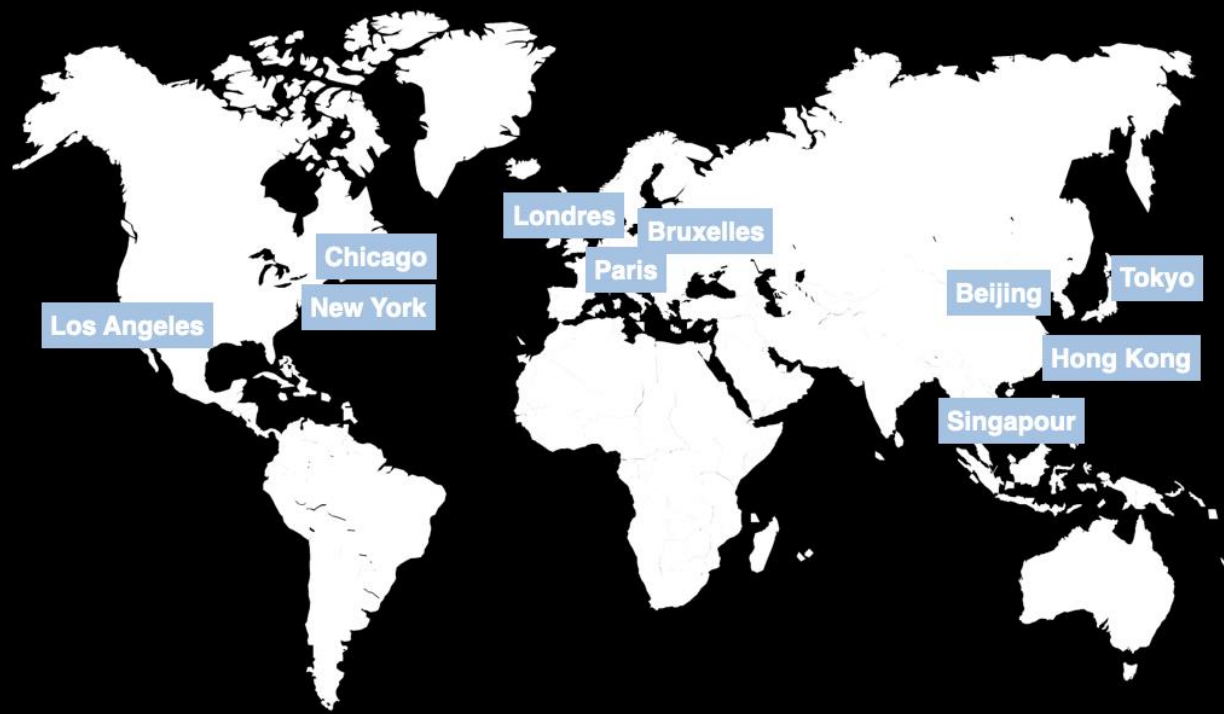 Londres
Bruxelles
Chicago
Paris
Tokyo
Beijing
New York
Los Angeles
Hong Kong
Singapour